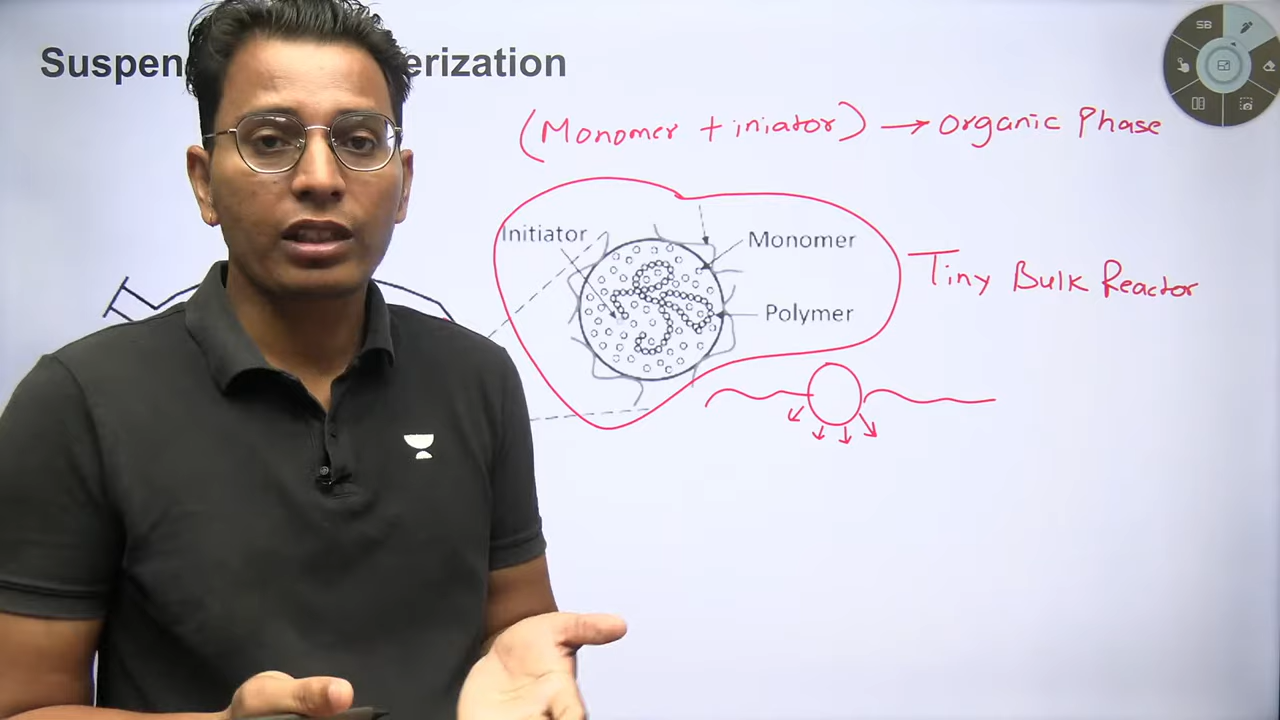 Suspen erization
(Monomer + iniator) → organic Phase
Initiator
Monomer
Polymer
Tiny Bulk Reactor
SB